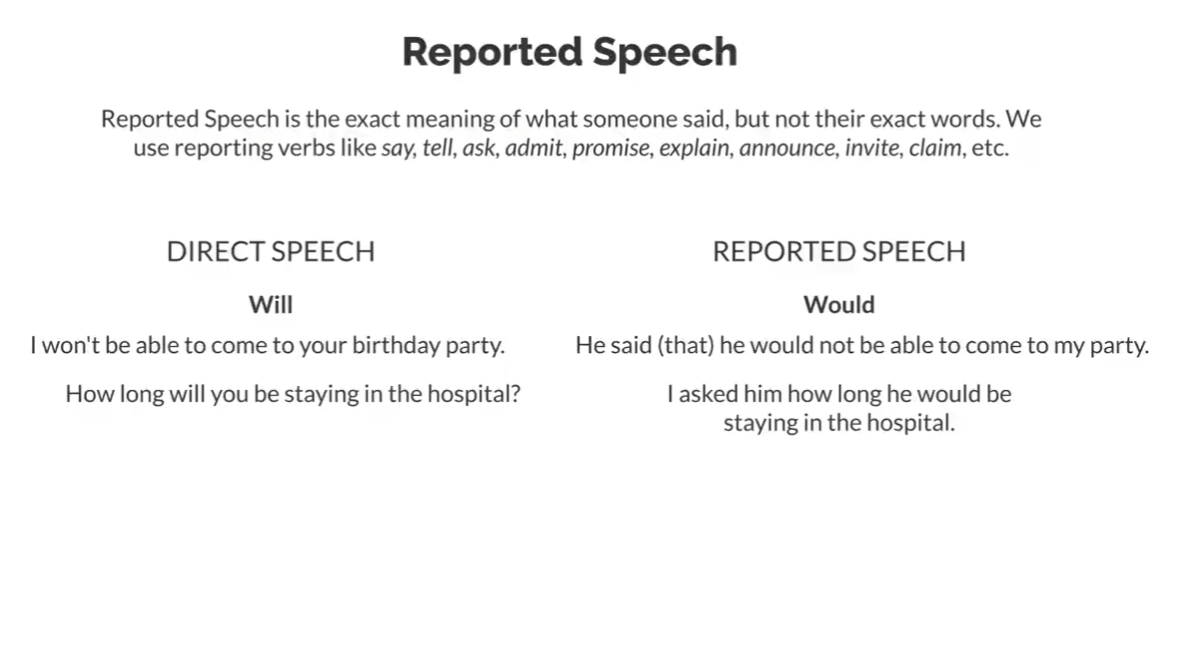 Reported Speech
Reported Speech is the exact meaning of what someone said, but not their exact words. We
use reporting verbs like say, tell, ask, admit, promise, explain, announce, invite, claim, etc.
DIRECT SPEECH
Will
I won't be able to come to your birthday party.
How long will you be staying in the hospital?
REPORTED SPEECH
Would
He said (that) he would not be able to come to my party.
I asked him how long he would be
staying in the hospital.